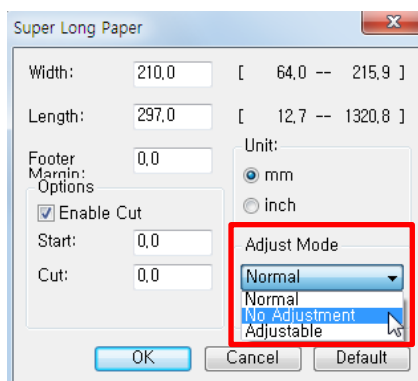 Super Long Paper
Width: 210,0 [ 64,0 -- 215,9 ]
Length: 297,0 [ 12,7 -- 1320,8 ]
Footer Margin: 0,0
Unit:
mm
inch
Options
Enable Cut
Start: 0,0
Cut: 0,0
Adjust Mode
Normal
Normal
No Adjustment
Adjustable
OK Cancel Default